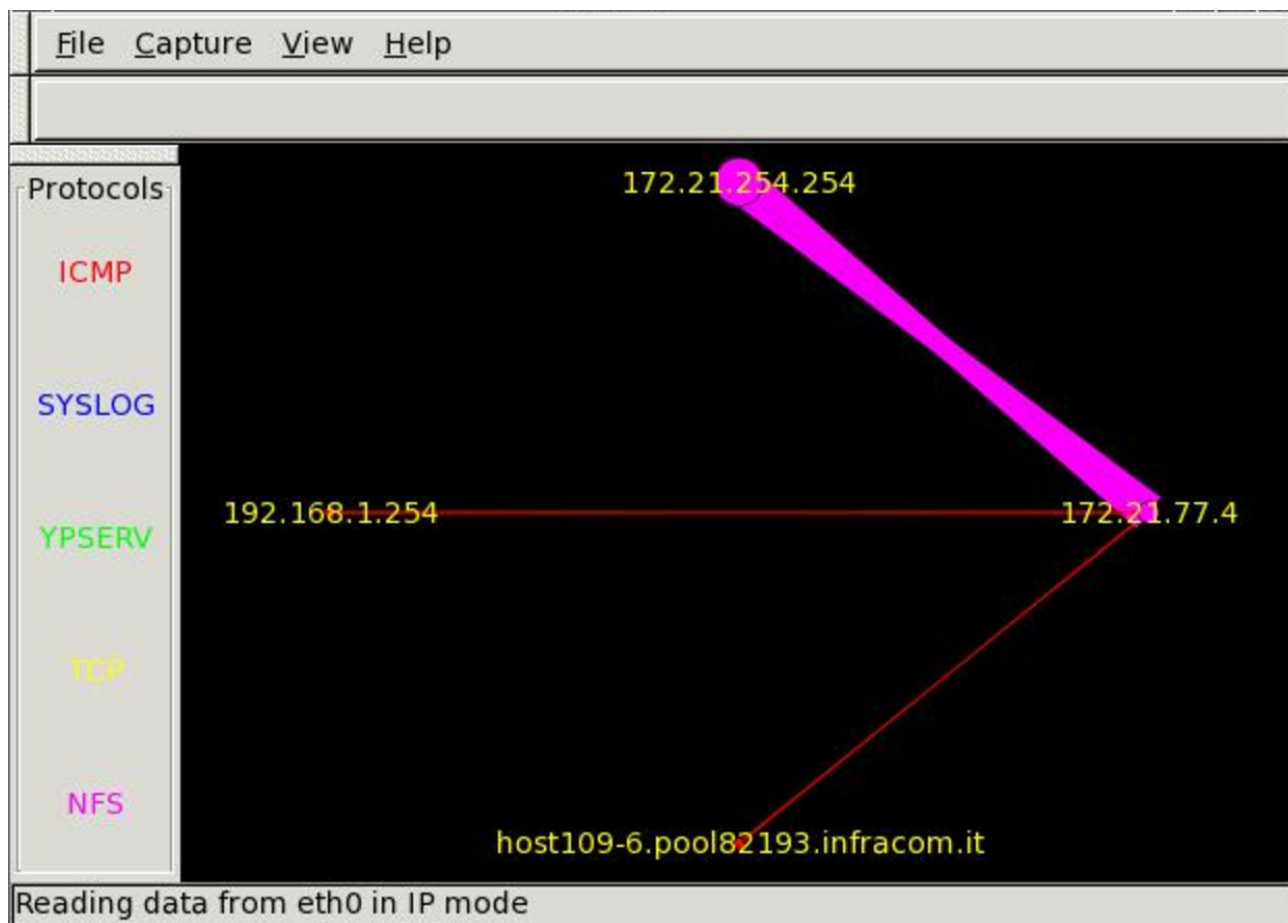 File Capture View Help
Protocols
ICMP
SYSLOG
YPSERV
TCP
NFS
172.21.254.254
192.168.1.254
172.21.77.4
host109-6.pool82193.infracom.it
Reading data from eth0 in IP mode